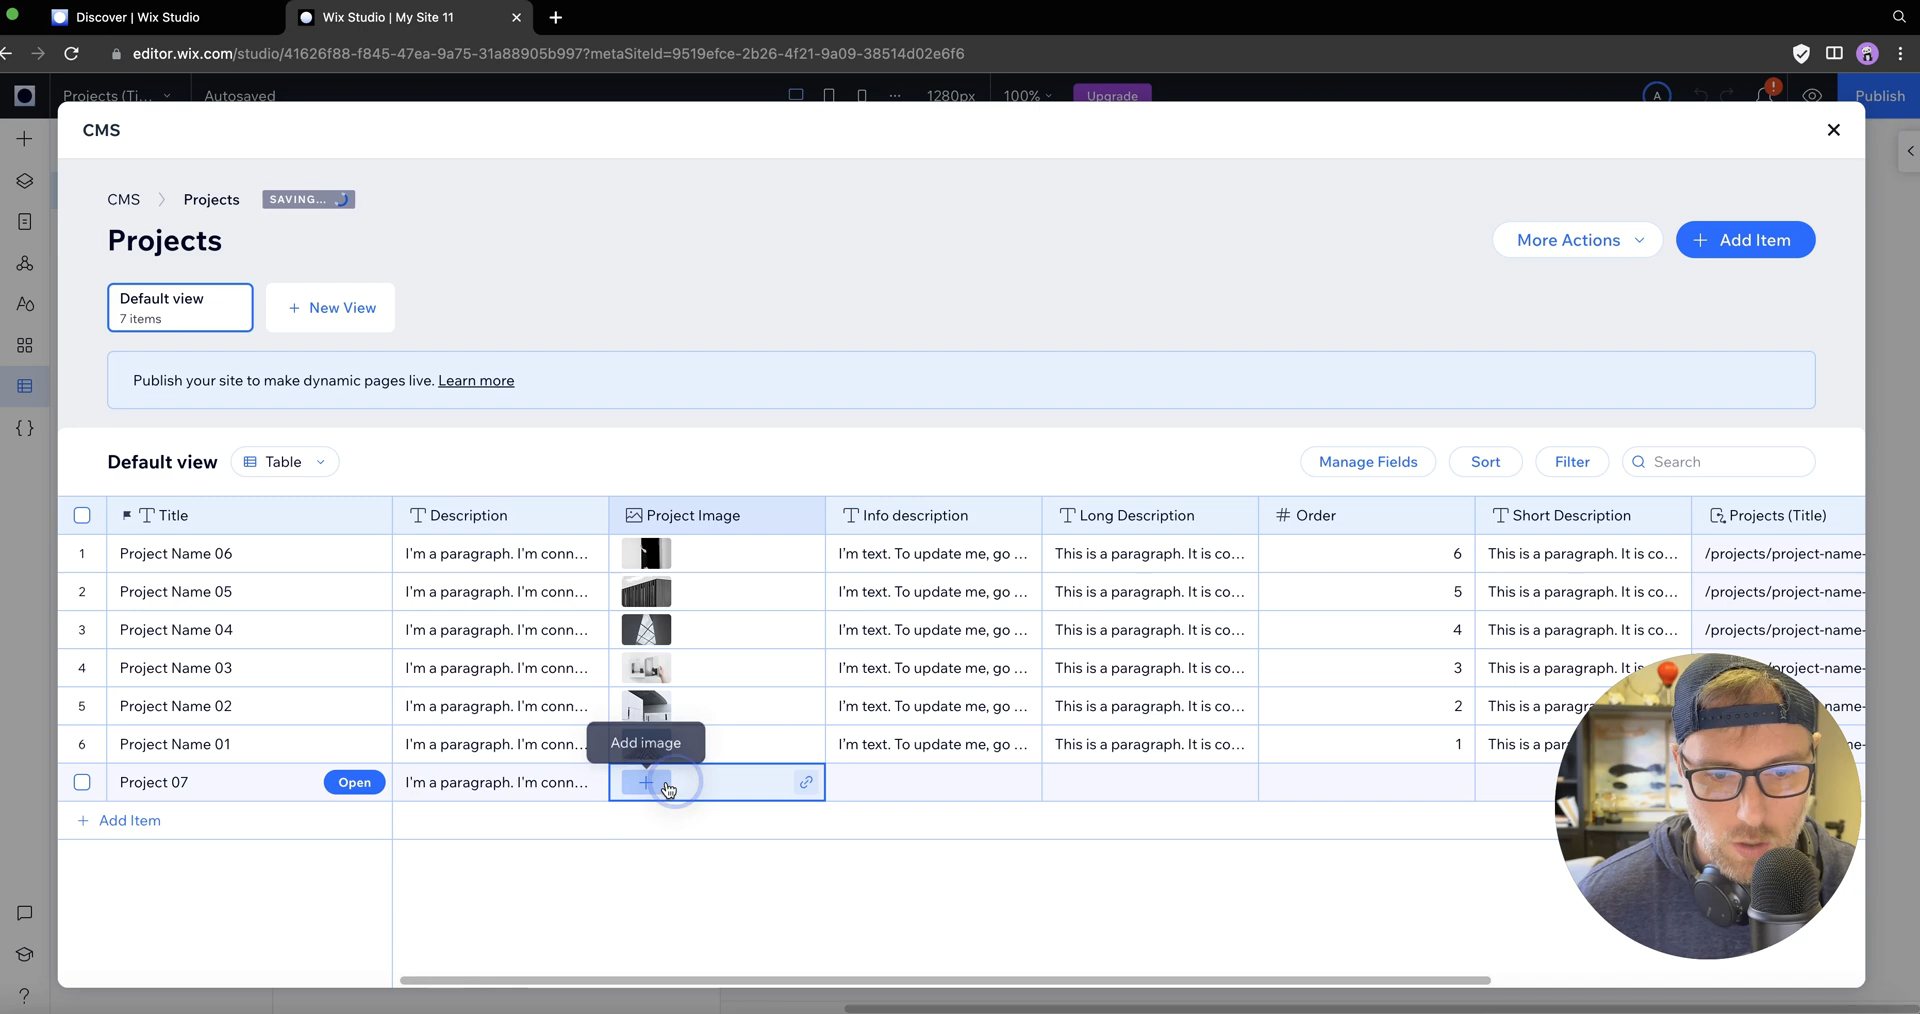 Discover | Wix Studio
Wix Studio | My Site 11
editor.wix.com/studio/41626f88-f845-47ea-9a75-31a88905b997?metaSiteId=9519efce-2b26-4f21-9a09-38514d02e6f6
Projects (Ti... Autosaved ... 1280px 100% Upgrade A Publish
CMS
CMS Projects SAVING...
Projects
More Actions
+ Add Item
Default view
7 items
+ New View
Publish your site to make dynamic pages live. Learn more
Default view Table Manage Fields Sort Filter Search
Title Description Project Image Info description Long Description # Order Short Description Projects (Title)
1 Project Name 06 I'm a paragraph. I'm conn... I'm text. To update me, go ... This is a paragraph. It is co... 6 This is a paragraph. It is co... /projects/project-name-
2 Project Name 05 I'm a paragraph. I'm conn... I'm text. To update me, go ... This is a paragraph. It is co... 5 This is a paragraph. It is co... /projects/project-name-
3 Project Name 04 I'm a paragraph. I'm conn... I'm text. To update me, go ... This is a paragraph. It is co... 4 This is a paragraph. It is co... /projects/project-name-
4 Project Name 03 I'm a paragraph. I'm conn... I'm text. To update me, go ... This is a paragraph. It is co... 3 This is a paragraph. It is project-name-
5 Project Name 02 I'm a paragraph. I'm conn... I'm text. To update me, go ... This is a paragraph. It is co... 2 This is a name-
6 Project Name 01 I'm a paragraph. I'm conn... Add image I'm text. To update me, go ... This is a paragraph. It is co... 1 This is a
Project 07 Open I'm a paragraph. I'm conn...
+ Add Item